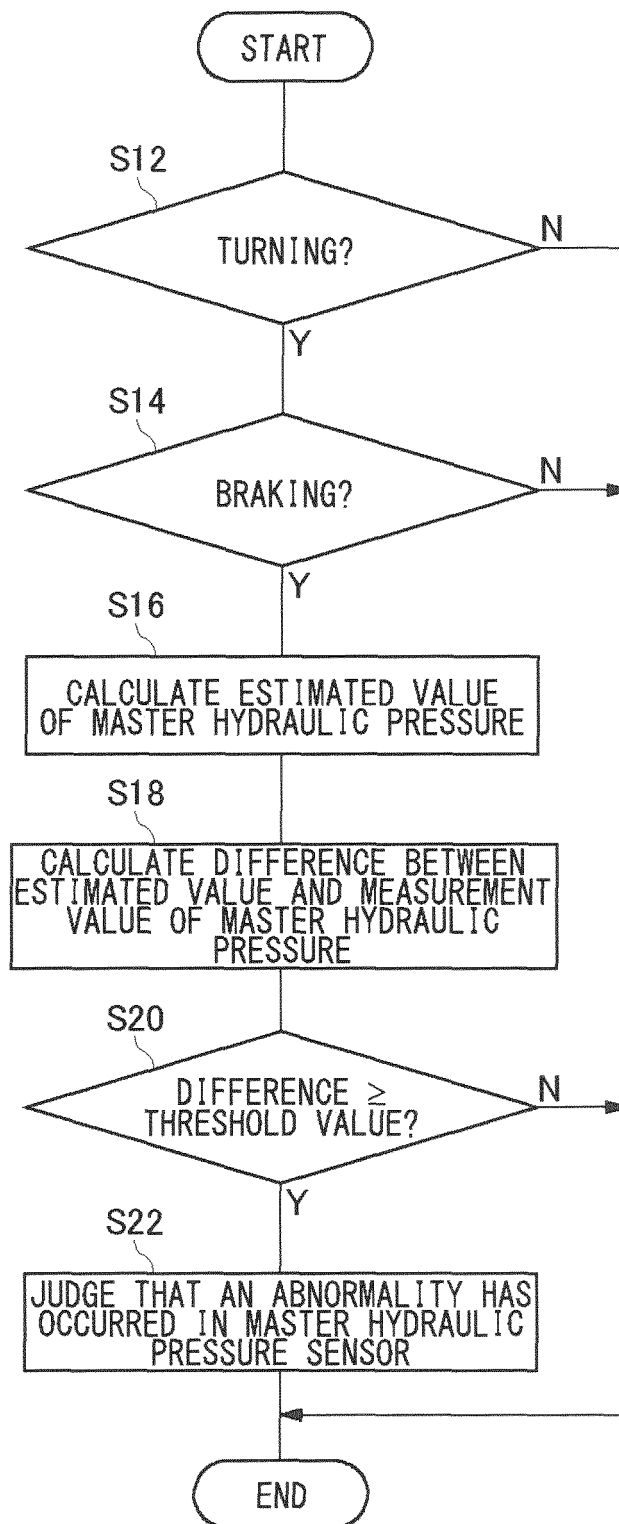 START
S12
TURNING?
N
Y
S14
BRAKING?
N
Y
S16
CALCULATE ESTIMATED VALUE
OF MASTER HYDRAULIC PRESSURE
S18
CALCULATE DIFFERENCE BETWEEN
ESTIMATED VALUE AND MEASUREMENT
VALUE OF MASTER HYDRAULIC
PRESSURE
S20
DIFFERENCE ≥
THRESHOLD VALUE?
N
Y
S22
JUDGE THAT AN ABNORMALITY HAS
OCCURRED IN MASTER HYDRAULIC
PRESSURE SENSOR
END